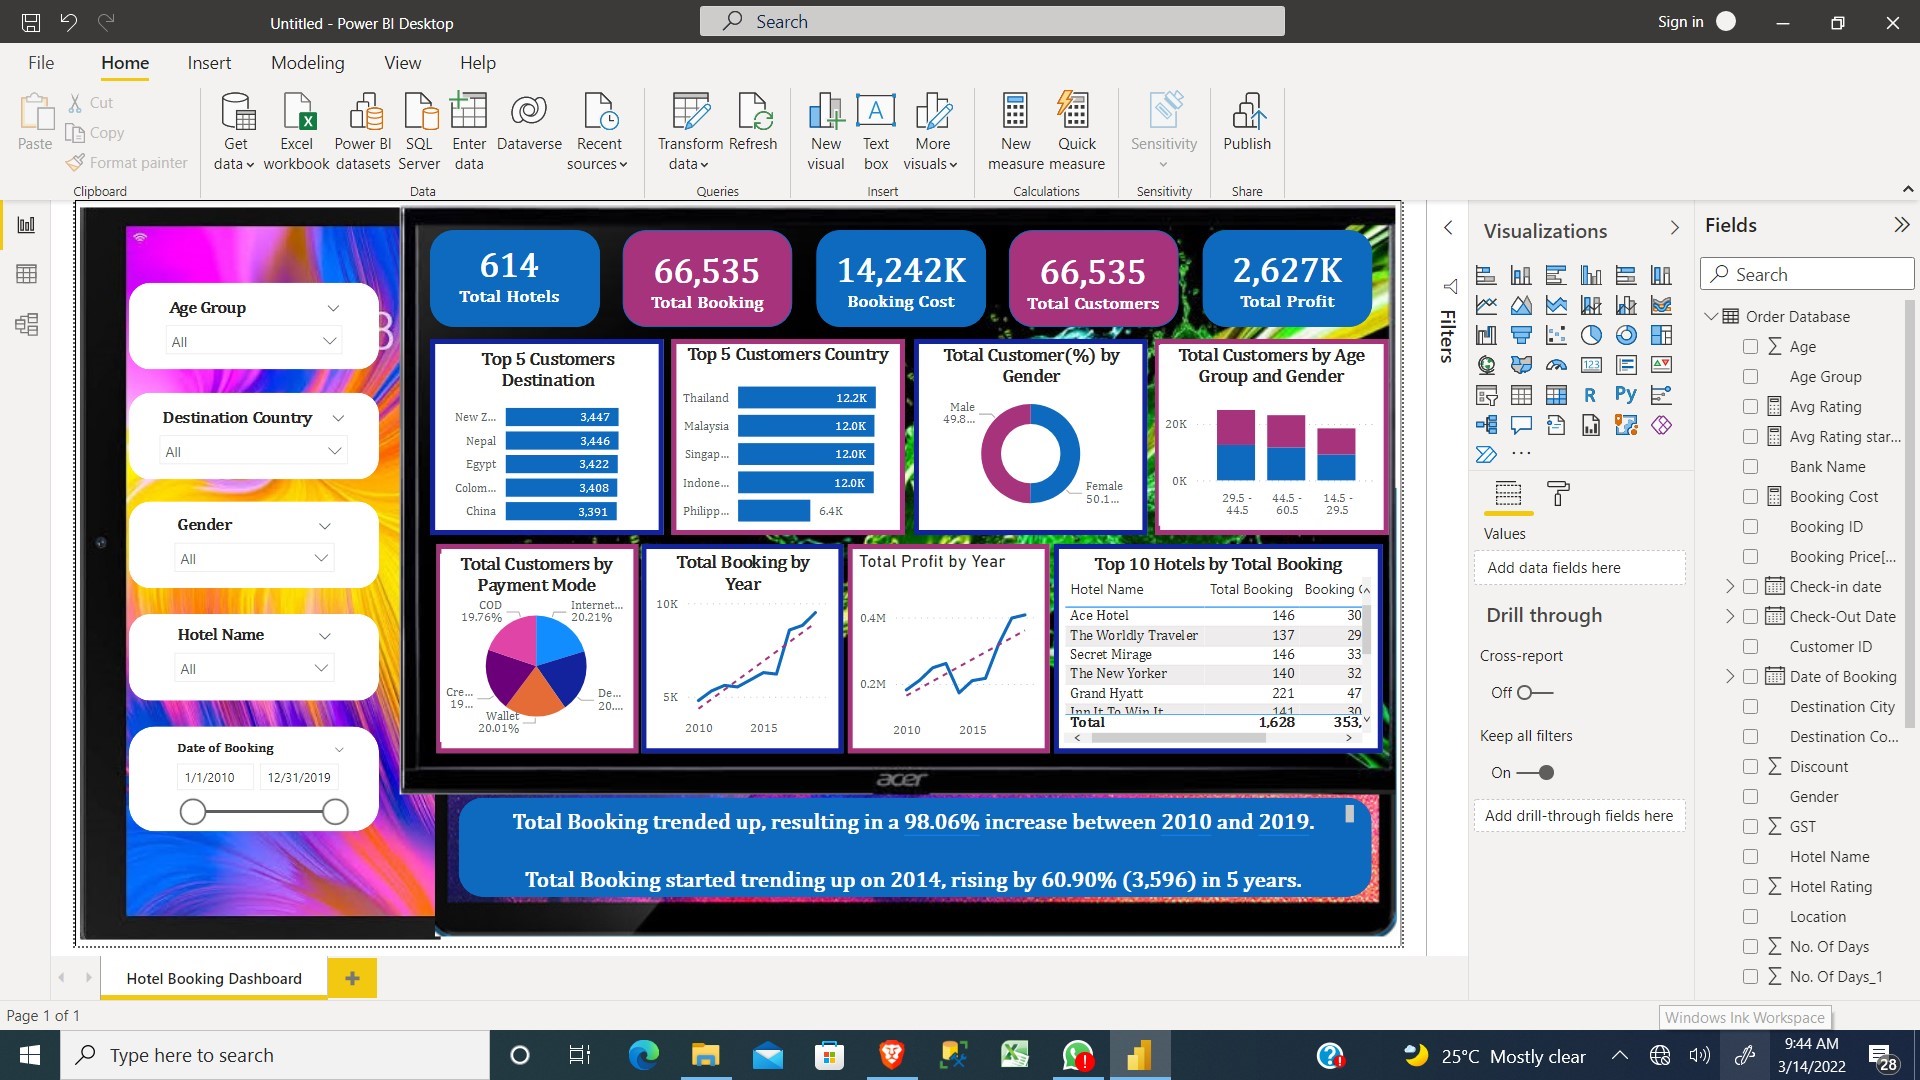 Untitled - Power BI Desktop
Search
Sign in
File
Home
Insert
Modeling
View
Help
Paste
Cut
Copy
Format painter
Clipboard
Get data
Excel workbook
Power BI datasets
SQL Server
Enter data
Dataverse
Recent sources
Data
Transform data
Refresh
Queries
New visual
Text box
More visuals
Insert
New measure
Quick measure
Calculations
Sensitivity
Sensitivity
Publish
Share
Age Group
All
Destination Country
All
Gender
All
Hotel Name
All
Date of Booking
1/1/2010
12/31/2019
614
Total Hotels
66,535
Total Booking
14,242K
Booking Cost
66,535
Total Customers
2,627K
Total Profit
Top 5 Customers
Destination
New Z... 3,447
Nepal 3,446
Egypt 3,422
Colom... 3,408
China 3,391
Top 5 Customers Country
Thailand 12.2K
Malaysia 12.0K
Singap... 12.0K
Indone... 12.0K
Philipp... 6.4K
Total Customer(%) by
Gender
Male
49.8...
Female
50.1...
Total Customers by Age
Group and Gender
20K
0K
29.5 -
44.5
44.5 -
60.5
14.5 -
29.5
Total Customers by
Payment Mode
COD
19.76%
Internet...
20.21%
Cre...
19...
De...
20....
Wallet
20.01%
Total Booking by
Year
10K
5K
2010 2015
Total Profit by Year
0.4M
0.2M
2010 2015
Top 10 Hotels by Total Booking
Hotel Name Total Booking Booking
Ace Hotel 146 30
The Worldly Traveler 137 29
Secret Mirage 146 33
The New Yorker 140 32
Grand Hyatt 221 47
Inn It To Win It 141 30
Total 1,628 353,
acer
Total Booking trended up, resulting in a 98.06% increase between 2010 and 2019.
Total Booking started trending up on 2014, rising by 60.90% (3,596) in 5 years.
Filters
Visualizations
123
R
Py
...
Values
Add data fields here
Drill through
Cross-report
Off
Keep all filters
On
Add drill-through fields here
Fields
Search
Order Database
Age
Age Group
Avg Rating
Avg Rating star...
Bank Name
Booking Cost
Booking ID
Booking Price[...
Check-in date
Check-Out Date
Customer ID
Date of Booking
Destination City
Destination Co...
Discount
Gender
GST
Hotel Name
Hotel Rating
Location
No. Of Days
No. Of Days_1
Hotel Booking Dashboard
Page 1 of 1
Windows Ink Workspace
Type here to search
25°C Mostly clear
9:44 AM
3/14/2022
28